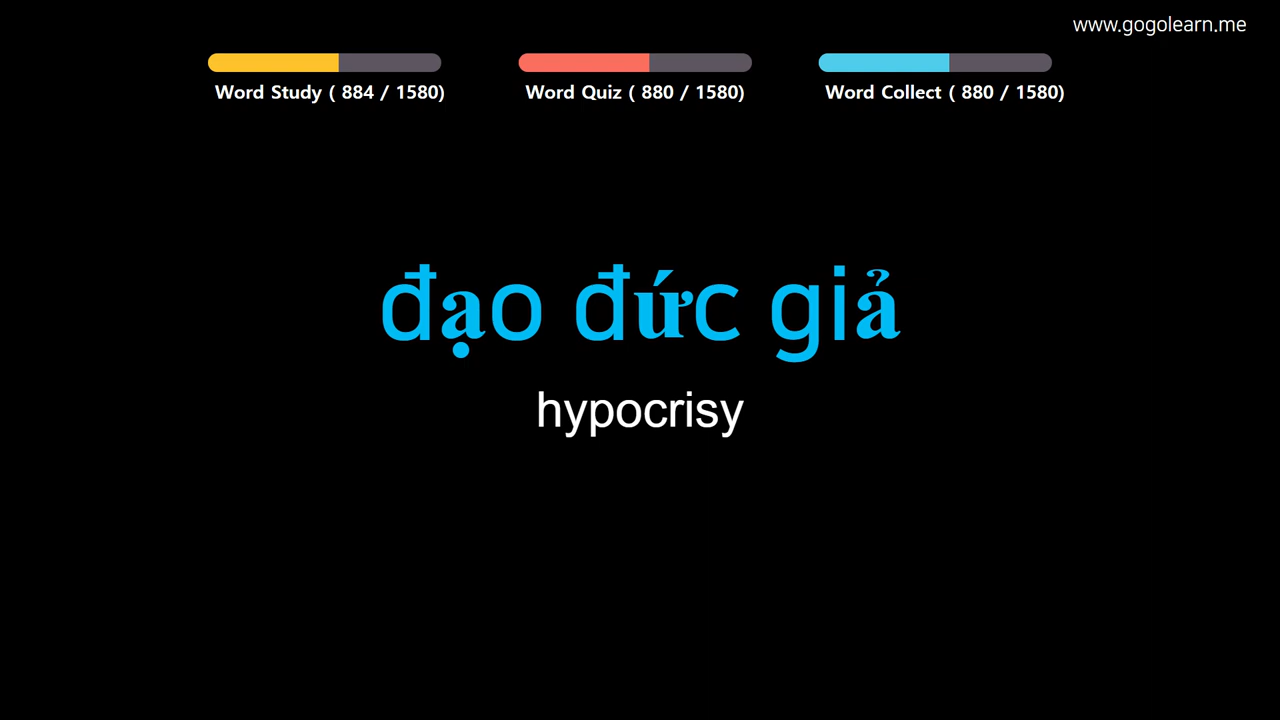 www.gogolearn.me
Word Study ( 884 / 1580)
Word Quiz ( 880 / 1580)
Word Collect ( 880 / 1580)
đạo đức giả
hypocrisy